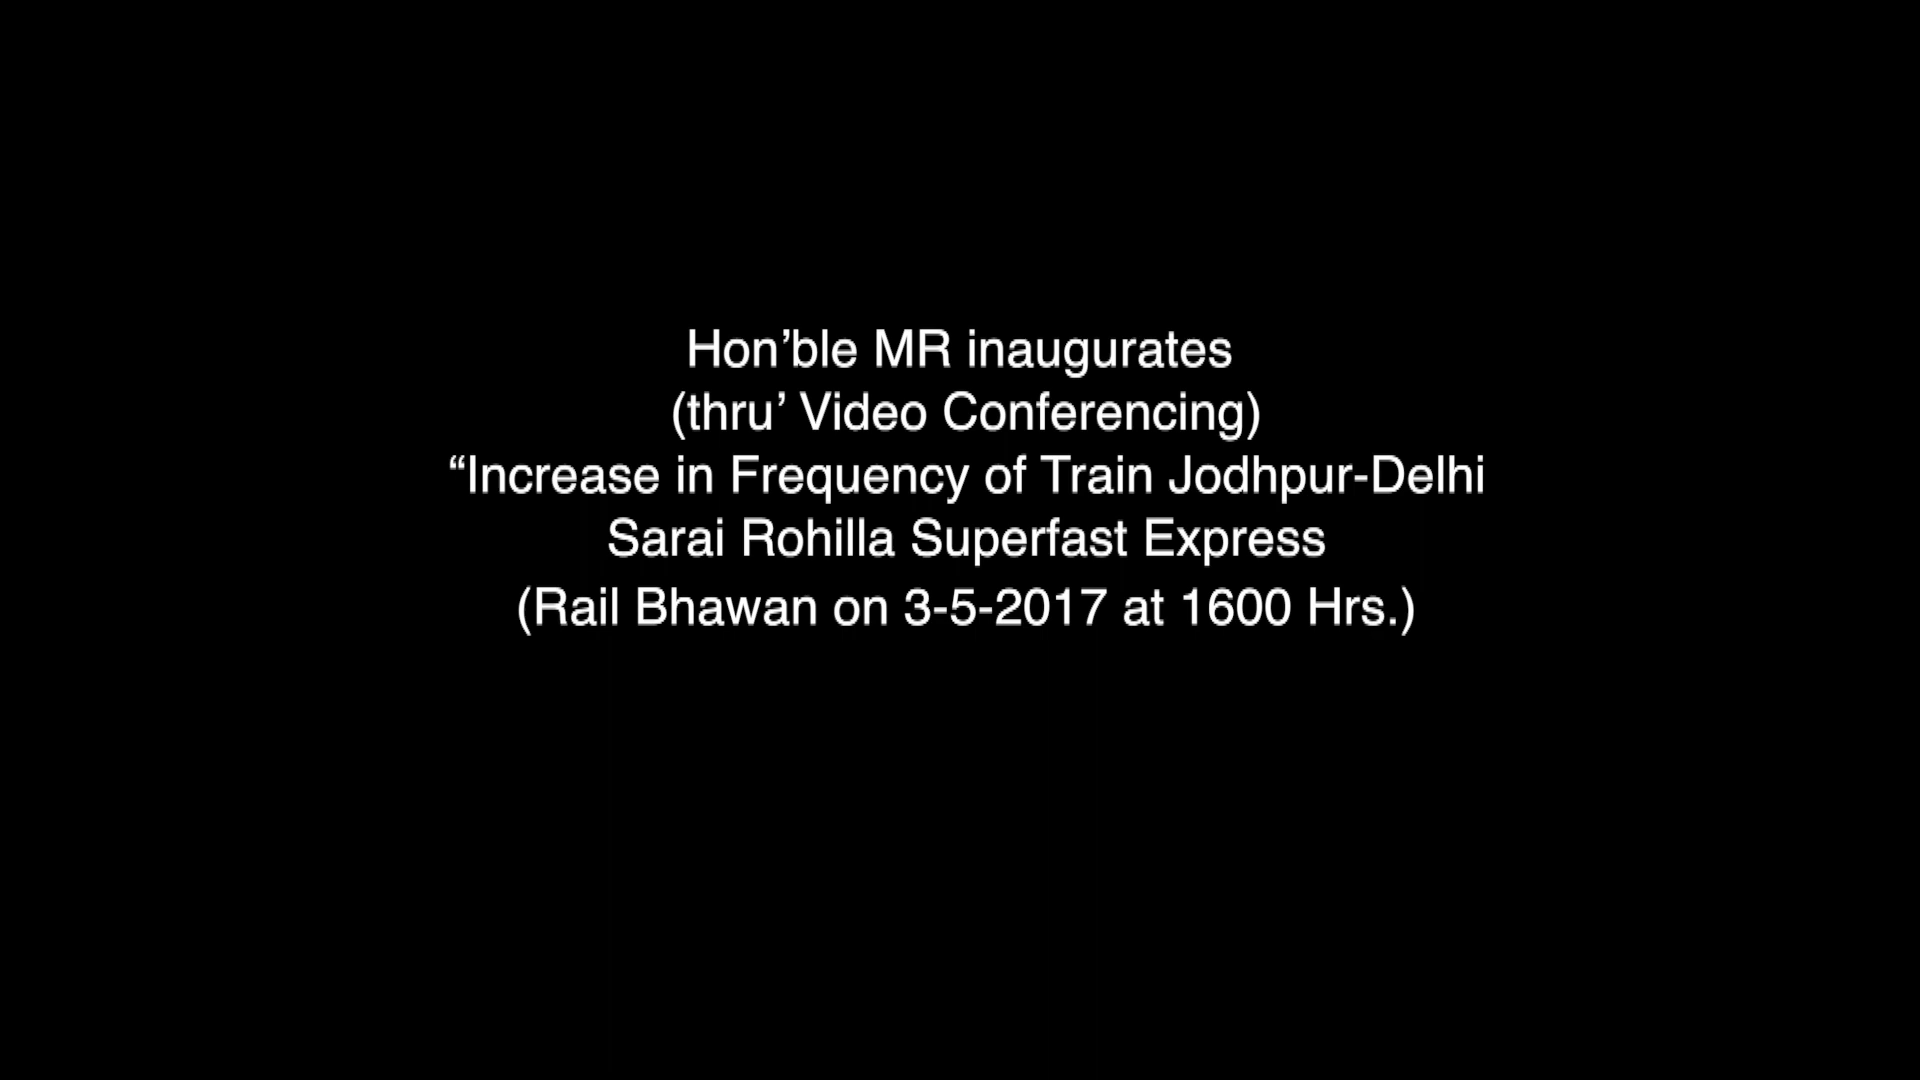 Hon’ble MR inaugurates
(thru’ Video Conferencing)
“Increase in Frequency of Train Jodhpur-Delhi
Sarai Rohilla Superfast Express
(Rail Bhawan on 3-5-2017 at 1600 Hrs.)